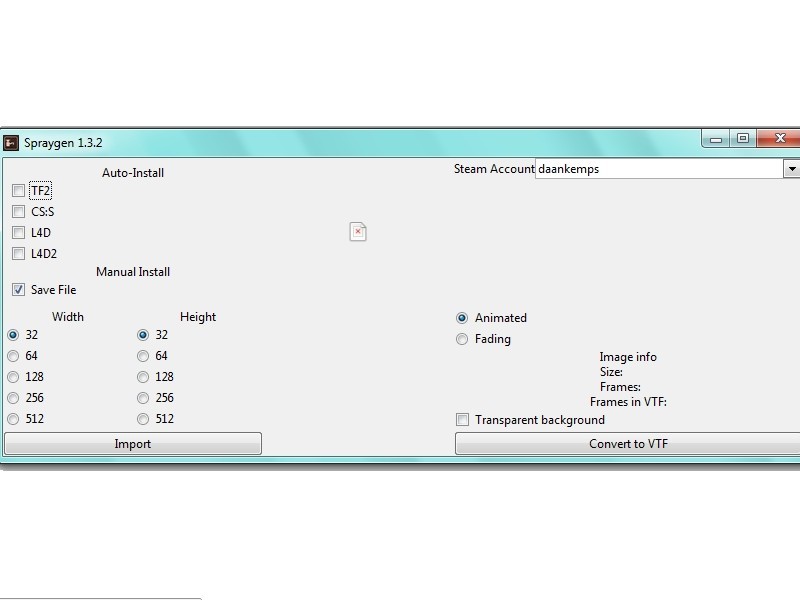 Spraygen 1.3.2
Auto-Install
Steam Account daankemps
TF2
CS:S
L4D
L4D2
Manual Install
Save File
Width Height
32 32
64 64
128 128
256 256
512 512
Import
Animated
Fading
Image info
Size:
Frames:
Frames in VTF:
Transparent background
Convert to VTF